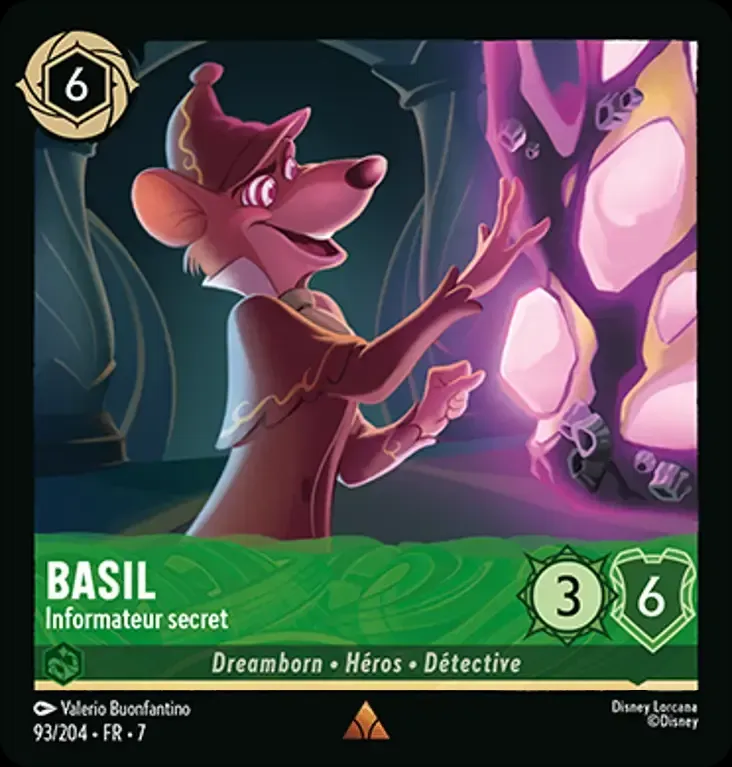 6
BASIL
Informateur secret
3
6
Dreamborn • Héros • Détective
Valerio Buonfantino
Disney Lorcana
93/204 • FR • 7
©Disney